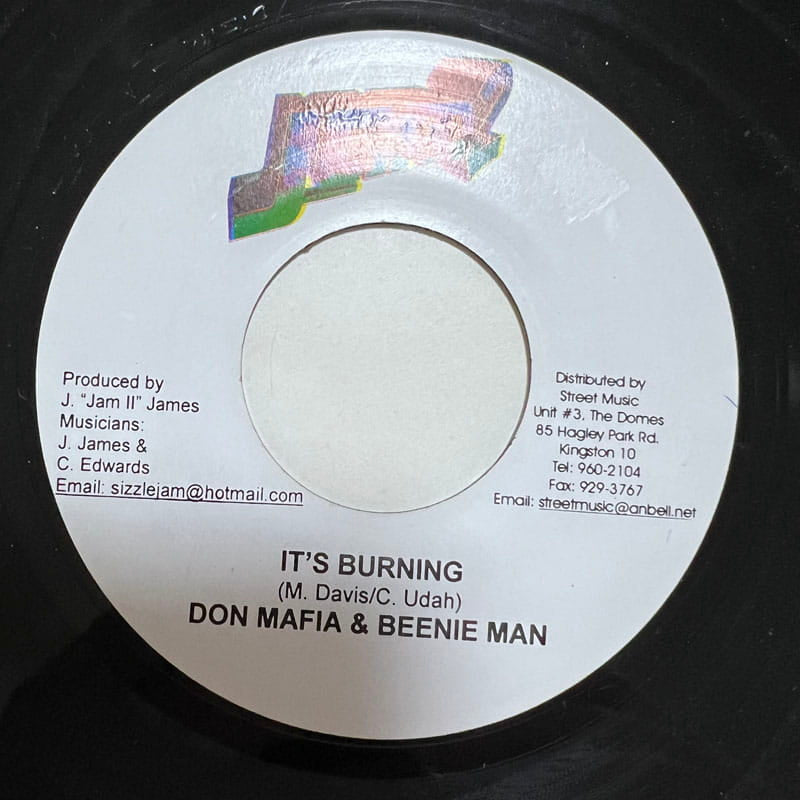 Produced by
J. "Jam II" James
Musicians:
J. James &
C. Edwards
Email: sizzlejam@hotmail.com
Distributed by
Street Music
Unit #3, The Domes
85 Hagley Park Rd.
Kingston 10
Tel: 960-2104
Fax: 929-3767
Email: streetmusic@anbell.net
IT'S BURNING
(M. Davis/C. Udah)
DON MAFIA & BEENIE MAN